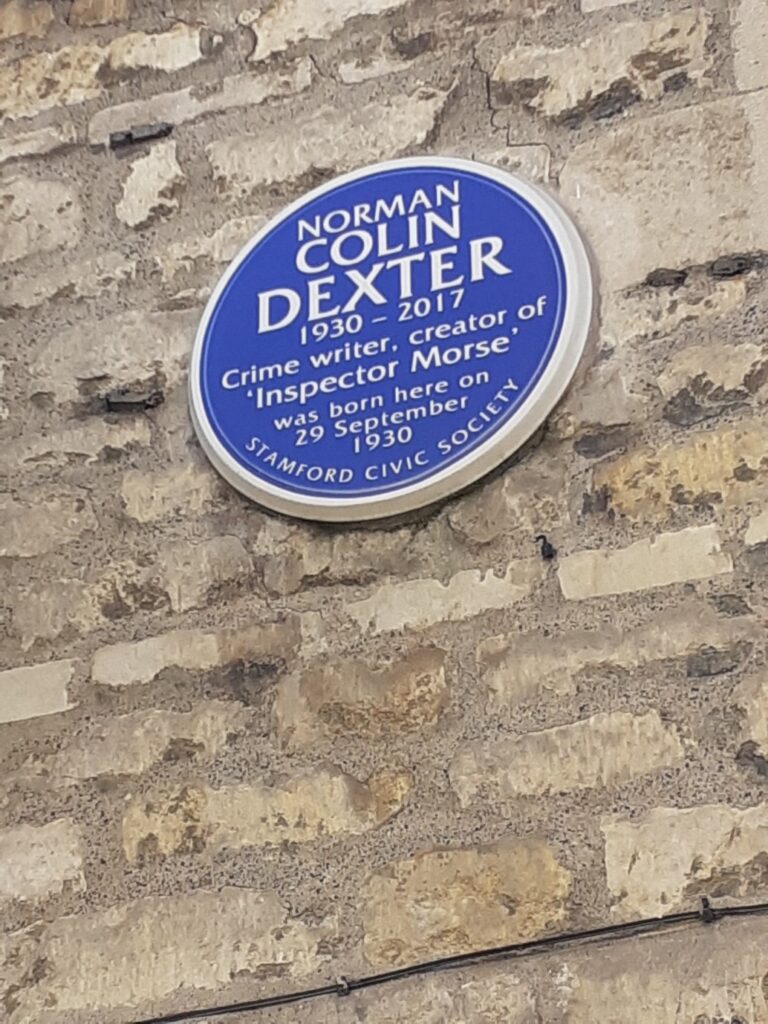 NORMAN
COLIN
DEXTER
1930 – 2017
Crime writer, creator of
‘Inspector Morse’,
was born here on
29 September
1930
STAMFORD CIVIC SOCIETY